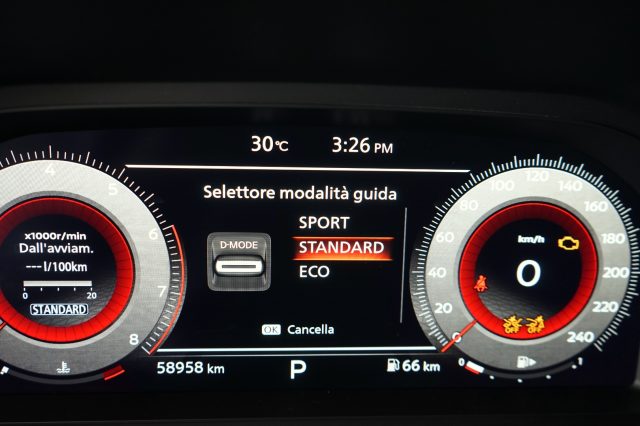 30°C 3:26 PM
Selettore modalità guida
D-MODE
SPORT
STANDARD
ECO
OK Cancella
58958 km P 66 km
4 5 6 7 8
x1000r/min
Dall'avviam.
--- l/100km
0 20
STANDARD
0 20 40 60 80 100 120 140 160 180 200 220 240
km/h
0
0 1